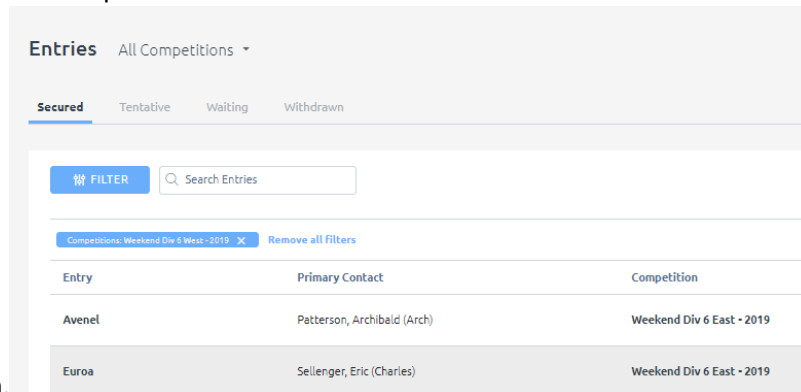 Entries All Competitions
Secured Tentative Waiting Withdrawn
FILTER Search Entries
Competitions: Weekend Div 6 West - 2019 X Remove all filters
Entry Primary Contact Competition
Avenel Patterson, Archibald (Arch) Weekend Div 6 East • 2019
Euroa Sellenger, Eric (Charles) Weekend Div 6 East • 2019